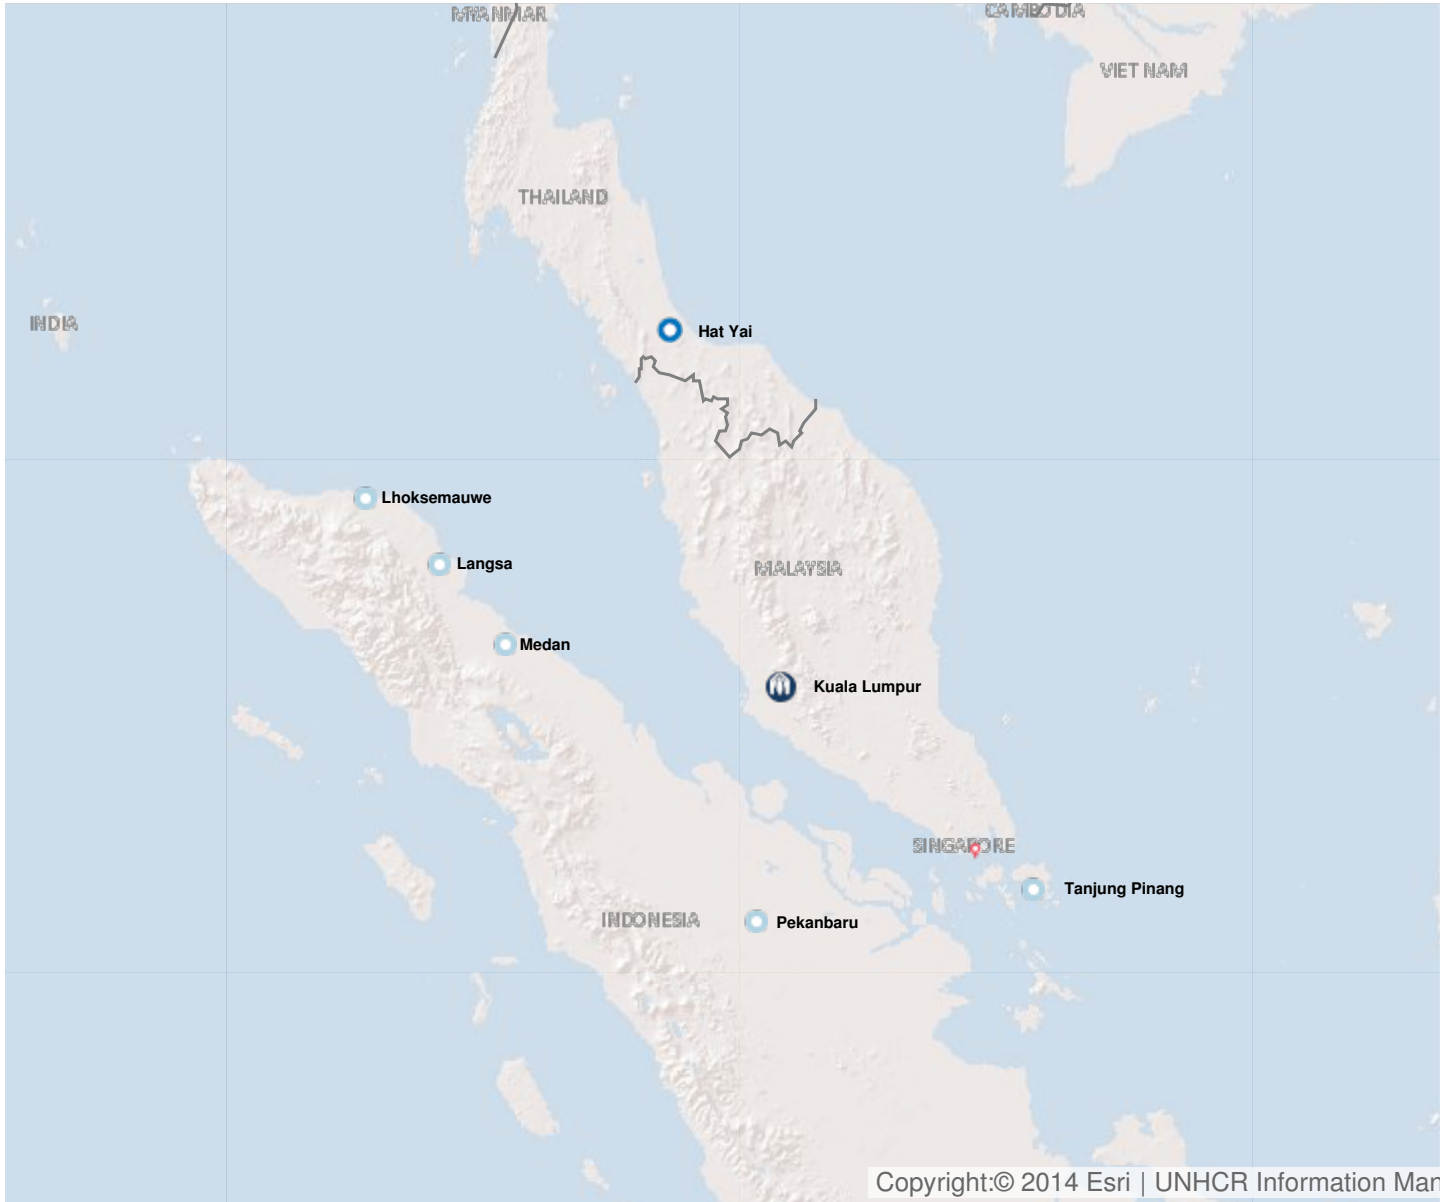 MYANMAR
CAMBODIA
VIET NAM
THAILAND
INDIA
Hat Yai
Lhoksemauwe
Langsa
MALAYSIA
Medan
Kuala Lumpur
SINGAPORE
Tanjung Pinang
INDONESIA
Pekanbaru
Copyright:© 2014 Esri | UNHCR Information Man